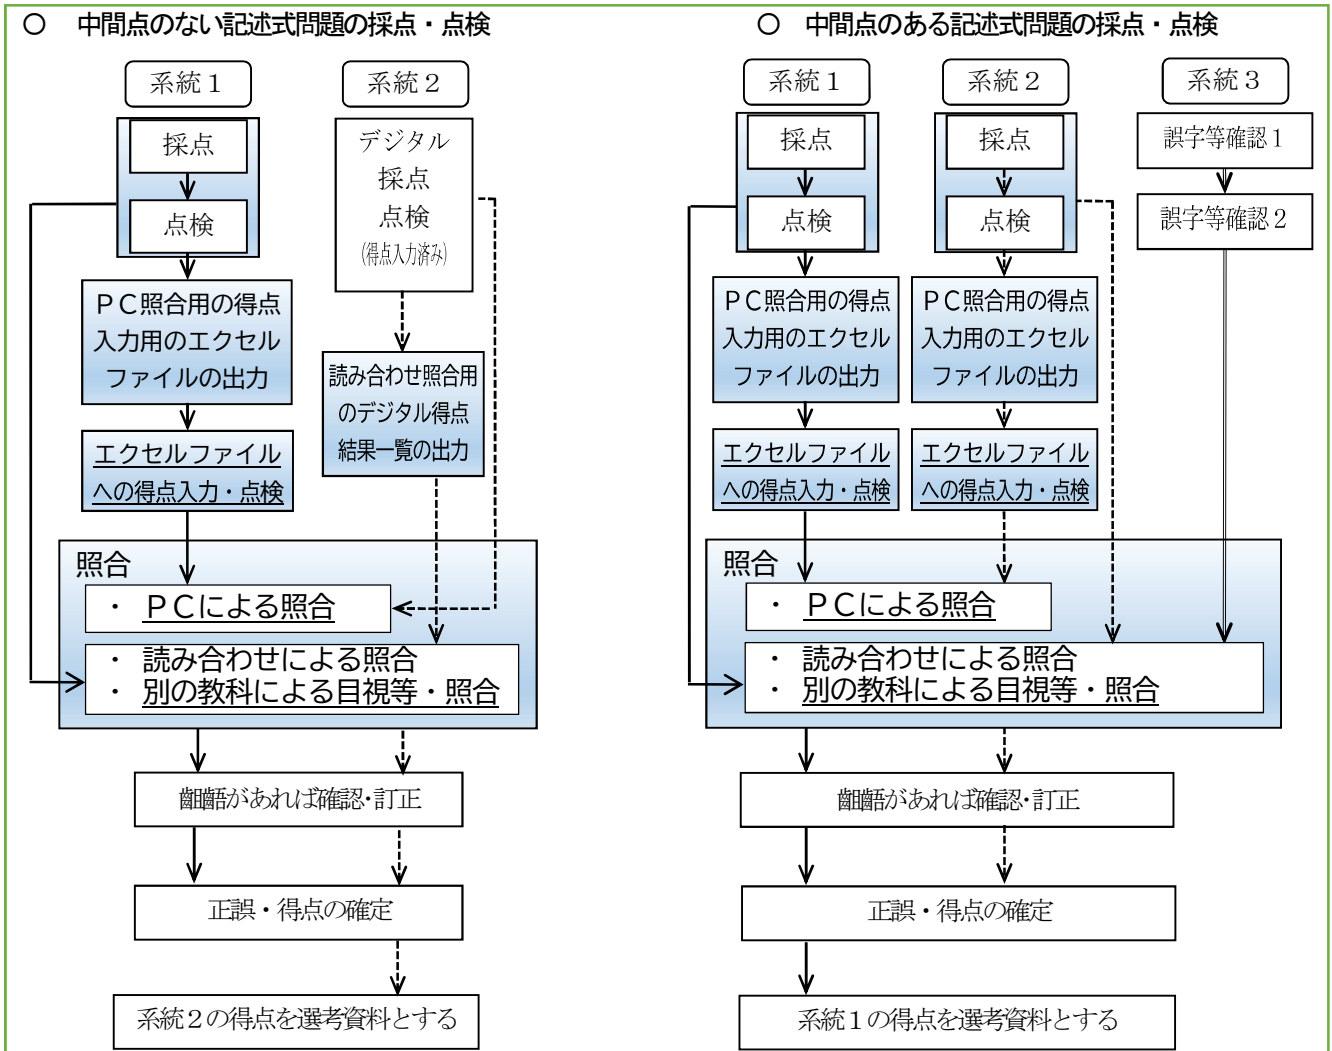 ○　中間点のない記述式問題の採点・点検
系統１
系統２
採点
点検
デジタル
採点
点検
(得点入力済み)
ＰＣ照合用の得点
入力用のエクセル
ファイルの出力
読み合わせ照合用
のデジタル得点
結果一覧の出力
エクセルファイル
への得点入力・点検
照合
・ ＰＣによる照合
・ 読み合わせによる照合
・ 別の教科による目視等・照合
齟齬があれば確認・訂正
正誤・得点の確定
系統２の得点を選考資料とする
○　中間点のある記述式問題の採点・点検
系統１
系統２
系統３
採点
点検
採点
点検
誤字等確認１
誤字等確認２
ＰＣ照合用の得点
入力用のエクセル
ファイルの出力
ＰＣ照合用の得点
入力用のエクセル
ファイルの出力
エクセルファイル
への得点入力・点検
エクセルファイル
への得点入力・点検
照合
・ ＰＣによる照合
・ 読み合わせによる照合
・ 別の教科による目視等・照合
齟齬があれば確認・訂正
正誤・得点の確定
系統１の得点を選考資料とする